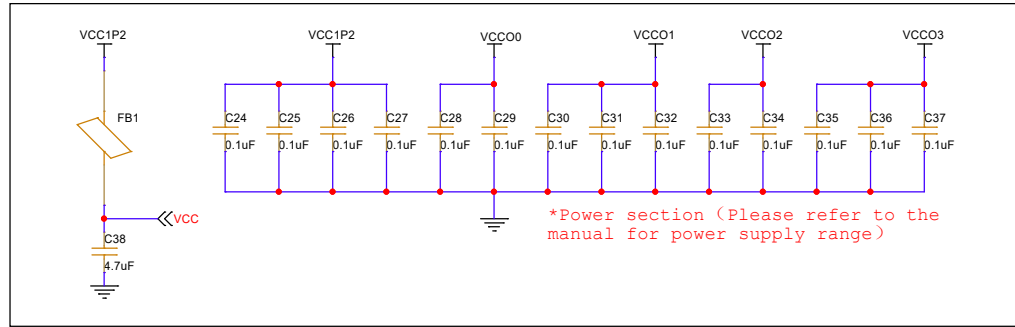 VCC1P2 VCC1P2 VCCO0 VCCO1 VCCO2 VCCO3
FB1 C24 C25 C26 C27 C28 C29 C30 C31 C32 C33 C34 C35 C36 C37
0.1uF 0.1uF 0.1uF 0.1uF 0.1uF 0.1uF 0.1uF 0.1uF 0.1uF 0.1uF 0.1uF 0.1uF 0.1uF 0.1uF
VCC
C38
4.7uF
*Power section（Please refer to the
manual for power supply range）